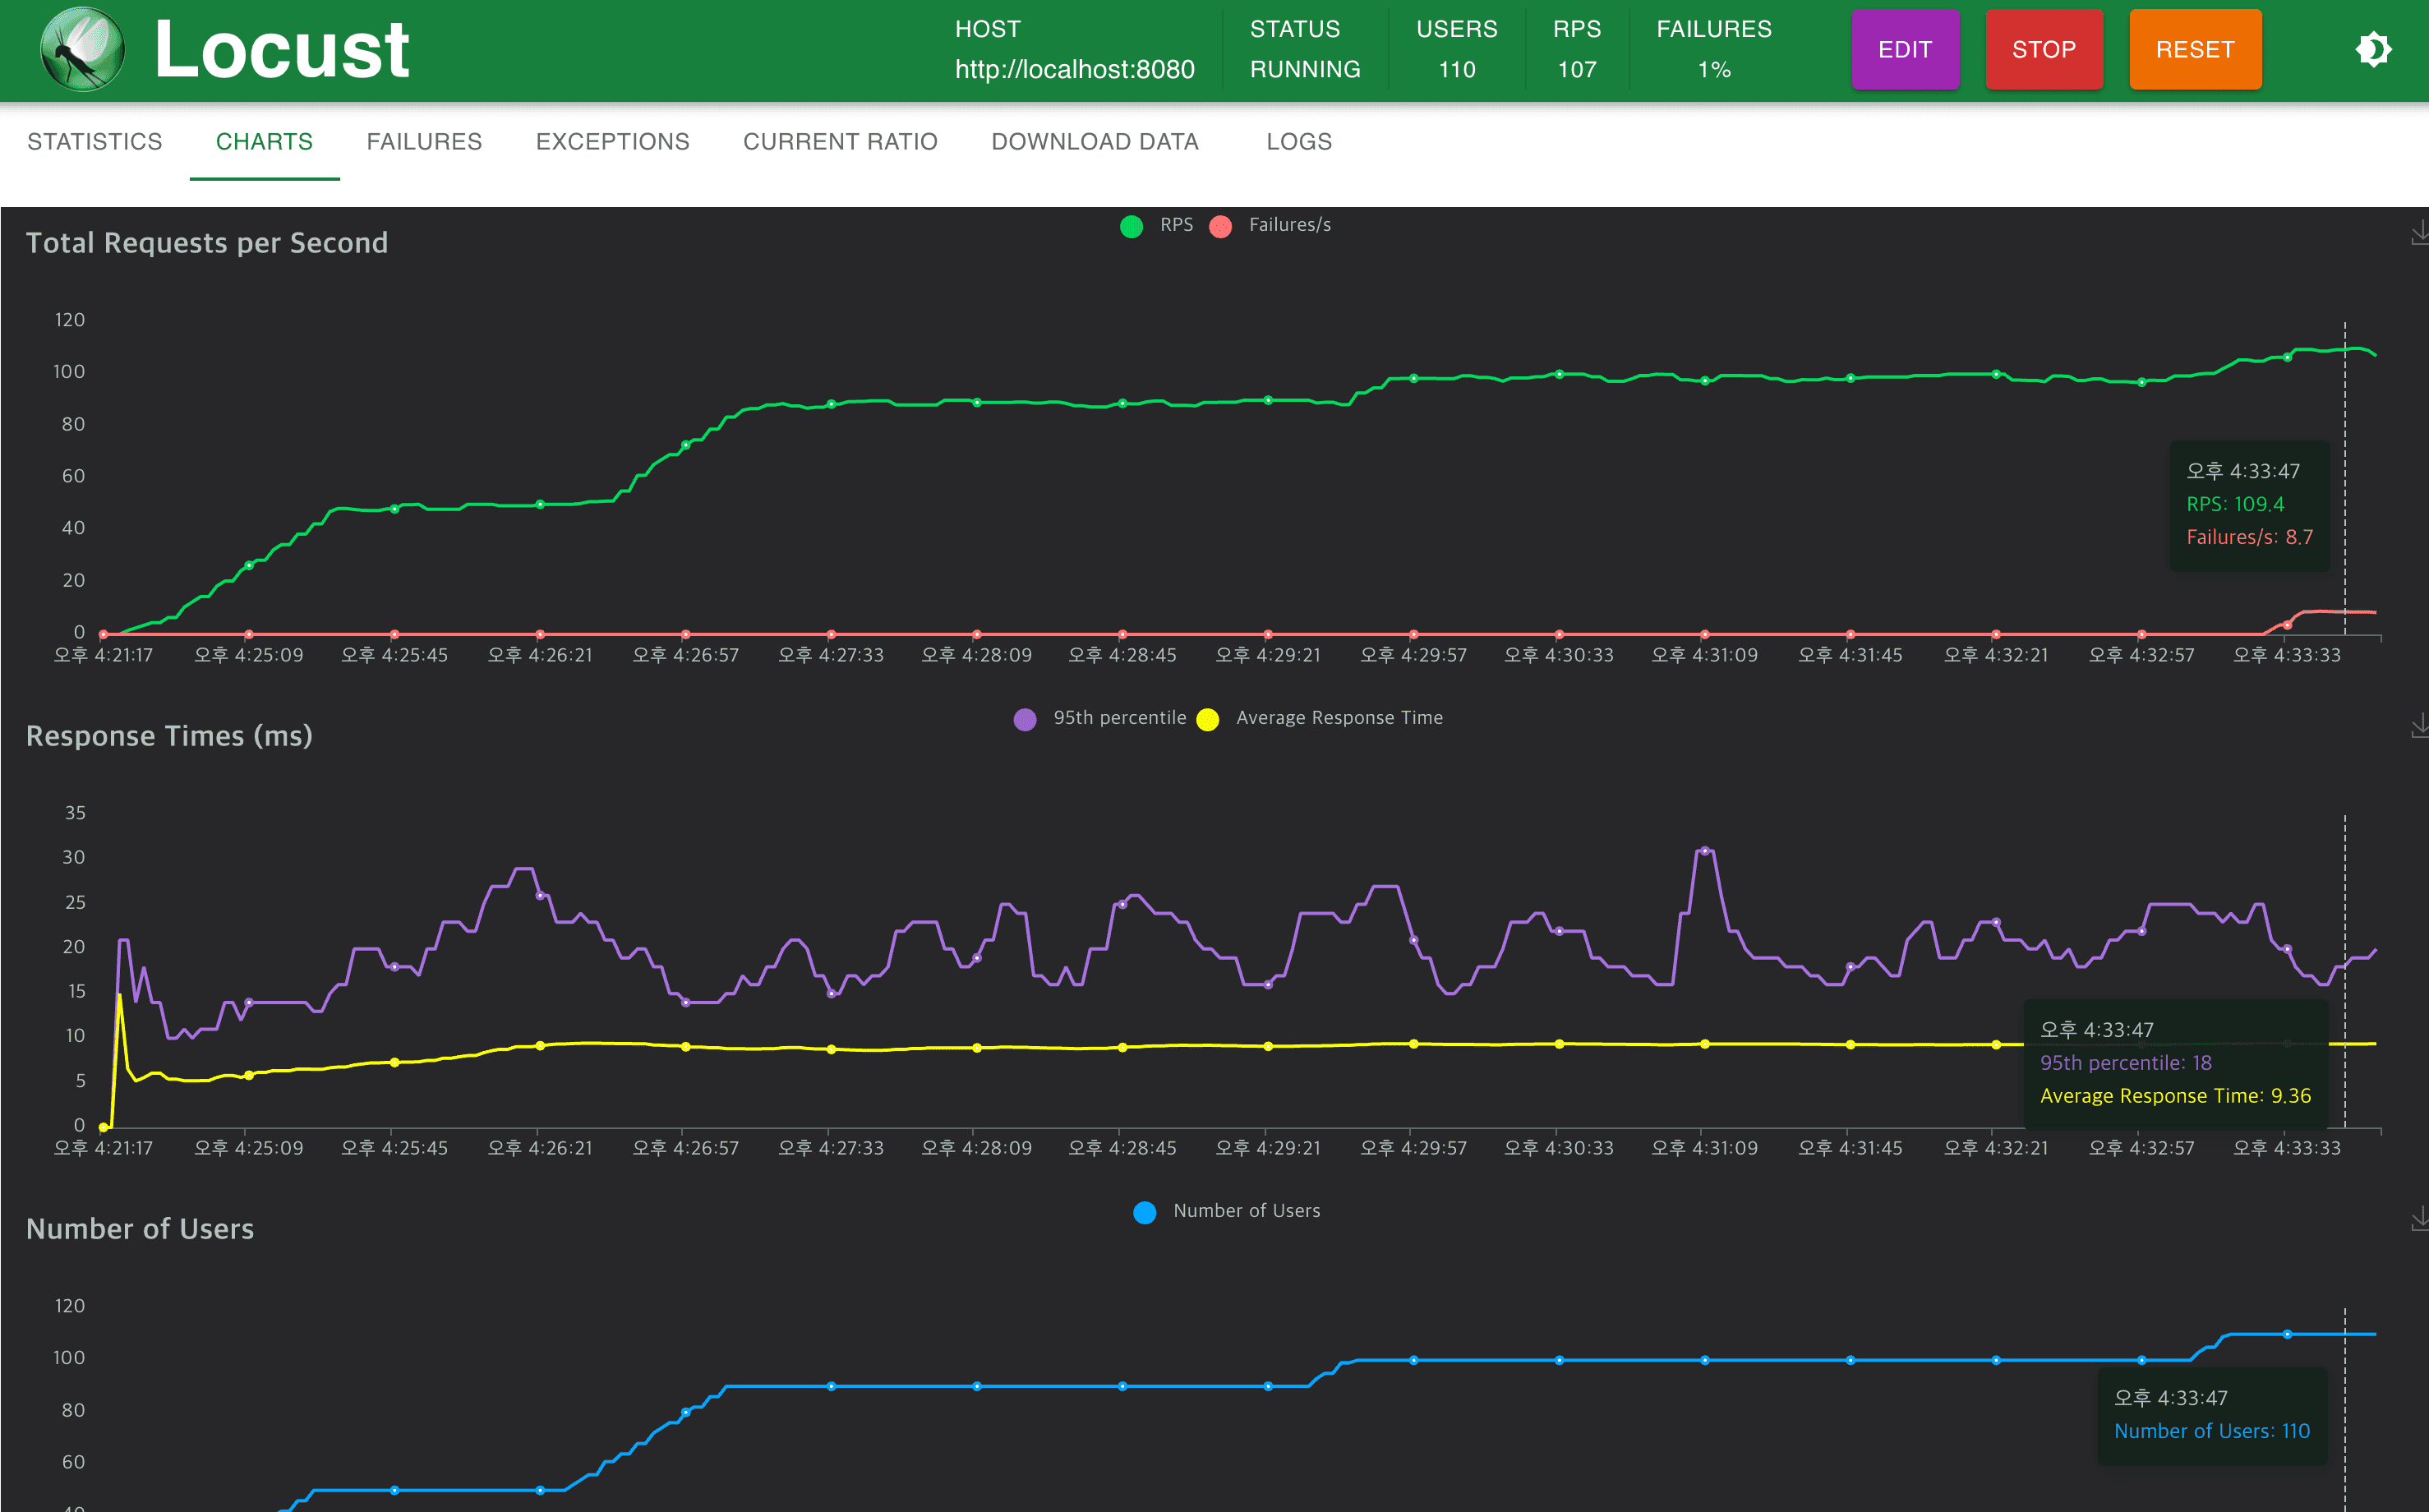 Locust
HOST
http://localhost:8080
STATUS
RUNNING
USERS
110
RPS
107
FAILURES
1%
EDIT
STOP
RESET
STATISTICS
CHARTS
FAILURES
EXCEPTIONS
CURRENT RATIO
DOWNLOAD DATA
LOGS
Total Requests per Second
RPS
Failures/s
120
100
80
60
40
20
0
오후 4:33:47
RPS: 109.4
Failures/s: 8.7
오후 4:21:17
오후 4:25:09
오후 4:25:45
오후 4:26:21
오후 4:26:57
오후 4:27:33
오후 4:28:09
오후 4:28:45
오후 4:29:21
오후 4:29:57
오후 4:30:33
오후 4:31:09
오후 4:31:45
오후 4:32:21
오후 4:32:57
오후 4:33:33
Response Times (ms)
95th percentile
Average Response Time
35
30
25
20
15
10
5
0
오후 4:33:47
95th percentile: 18
Average Response Time: 9.36
오후 4:21:17
오후 4:25:09
오후 4:25:45
오후 4:26:21
오후 4:26:57
오후 4:27:33
오후 4:28:09
오후 4:28:45
오후 4:29:21
오후 4:29:57
오후 4:30:33
오후 4:31:09
오후 4:31:45
오후 4:32:21
오후 4:32:57
오후 4:33:33
Number of Users
Number of Users
120
100
80
60
40
오후 4:33:47
Number of Users: 110